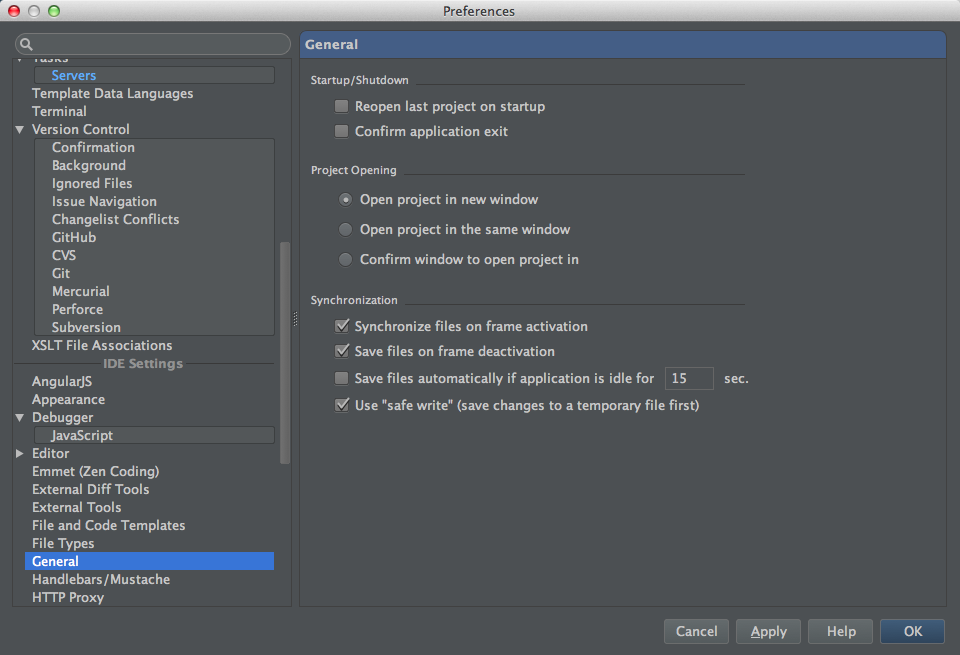 Preferences
Tasks
Servers
Template Data Languages
Terminal
Version Control
Confirmation
Background
Ignored Files
Issue Navigation
Changelist Conflicts
GitHub
CVS
Git
Mercurial
Perforce
Subversion
XSLT File Associations
IDE Settings
AngularJS
Appearance
Debugger
JavaScript
Editor
Emmet (Zen Coding)
External Diff Tools
External Tools
File and Code Templates
File Types
General
Handlebars/Mustache
HTTP Proxy
General
Startup/Shutdown
Reopen last project on startup
Confirm application exit
Project Opening
Open project in new window
Open project in the same window
Confirm window to open project in
Synchronization
Synchronize files on frame activation
Save files on frame deactivation
Save files automatically if application is idle for 15 sec.
Use "safe write" (save changes to a temporary file first)
Cancel Apply Help OK